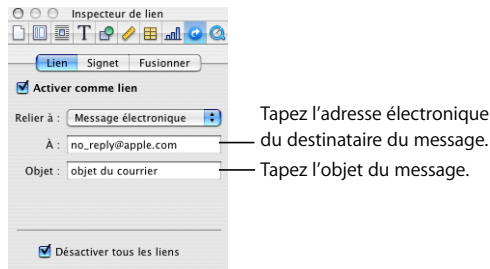 Inspecteur de lien
T
Lien Signet Fusionner
Activer comme lien
Relier à : Message électronique
À : no_reply@apple.com
Objet : objet du courrier
Désactiver tous les liens
Tapez l’adresse électronique
du destinataire du message.
Tapez l’objet du message.